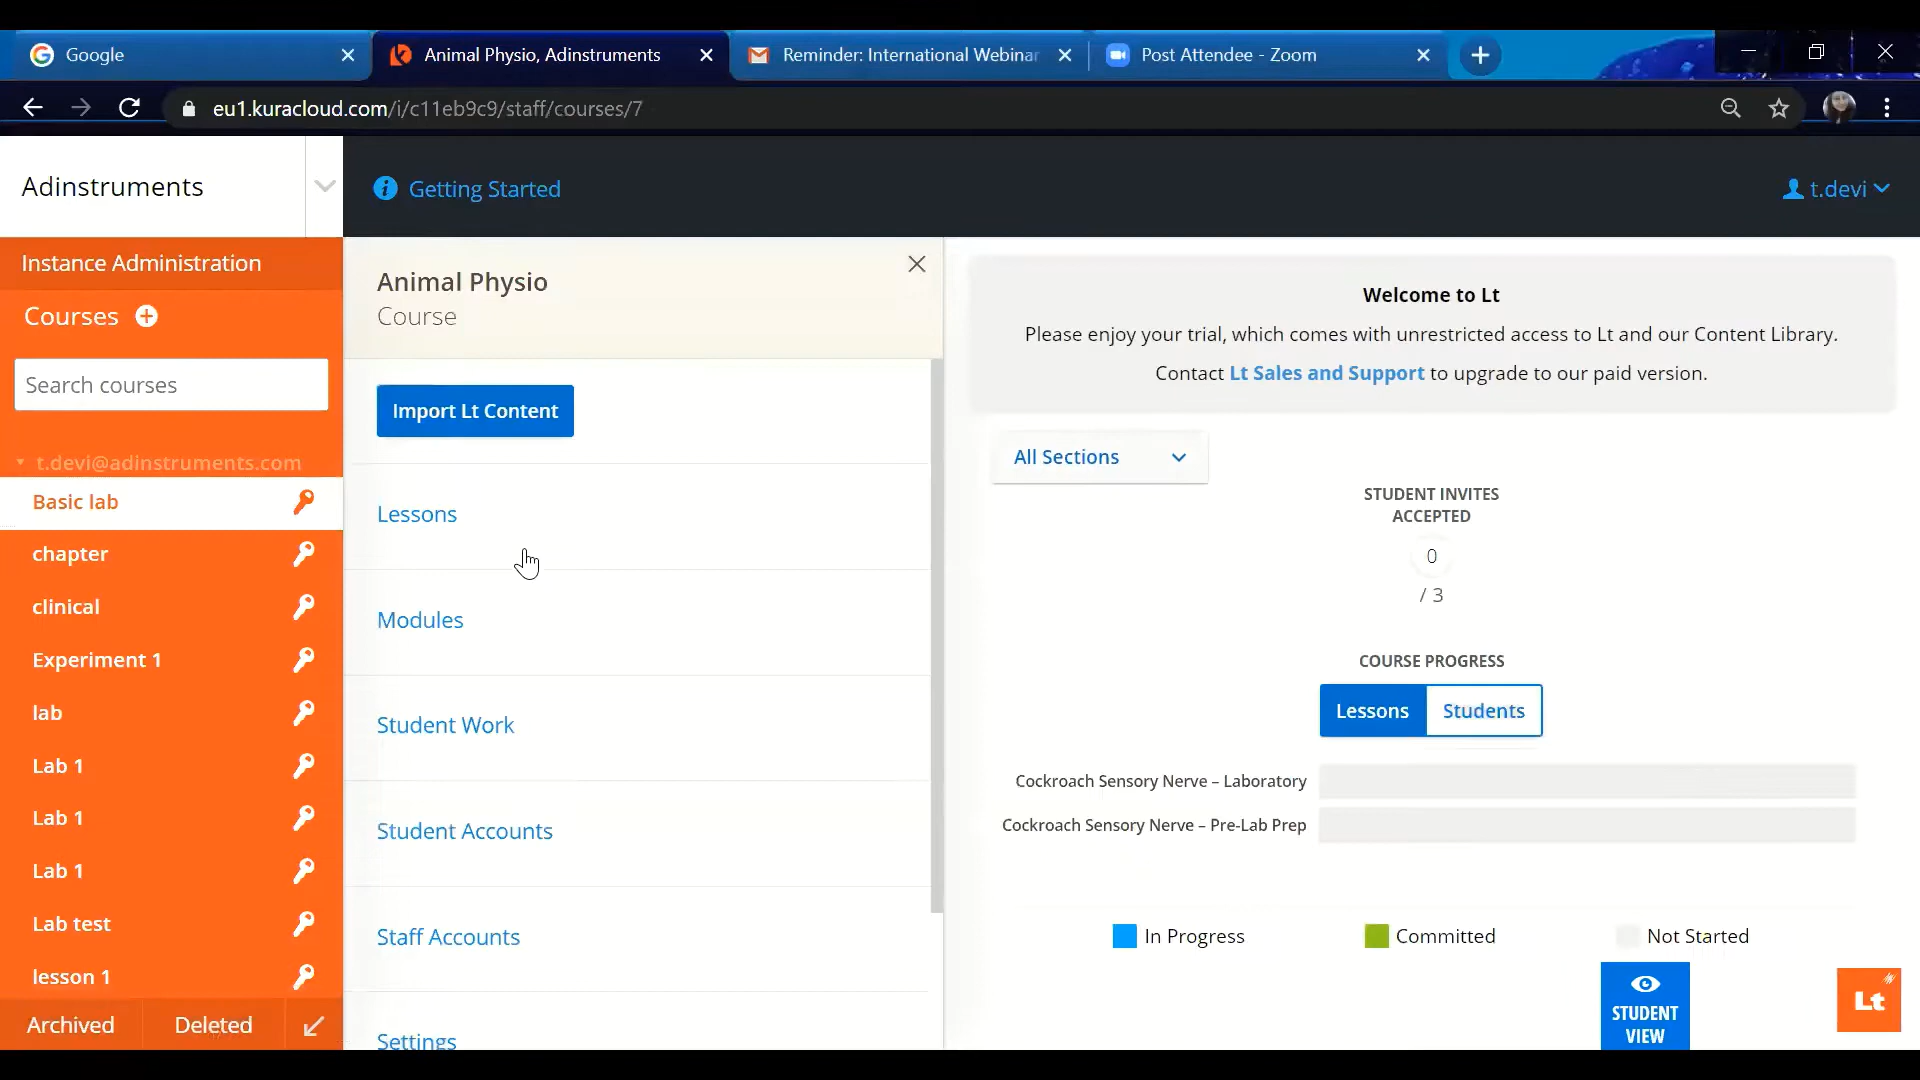 Google
Animal Physio, Adinstruments
Reminder: International Webinar
Post Attendee - Zoom
eu1.kuracloud.com/i/c11eb9c9/staff/courses/7
Adinstruments
Getting Started
t.devi
Instance Administration
Courses
Search courses
t.devi@adinstruments.com
Basic lab
chapter
clinical
Experiment 1
lab
Lab 1
Lab 1
Lab 1
Lab test
lesson 1
Archived
Deleted
Animal Physio
Course
Import Lt Content
Lessons
Modules
Student Work
Student Accounts
Staff Accounts
Settings
Welcome to Lt
Please enjoy your trial, which comes with unrestricted access to Lt and our Content Library.
Contact Lt Sales and Support to upgrade to our paid version.
All Sections
STUDENT INVITES
ACCEPTED
0
/ 3
COURSE PROGRESS
Lessons
Students
Cockroach Sensory Nerve – Laboratory
Cockroach Sensory Nerve – Pre-Lab Prep
In Progress
Committed
Not Started
STUDENT
VIEW
Lt